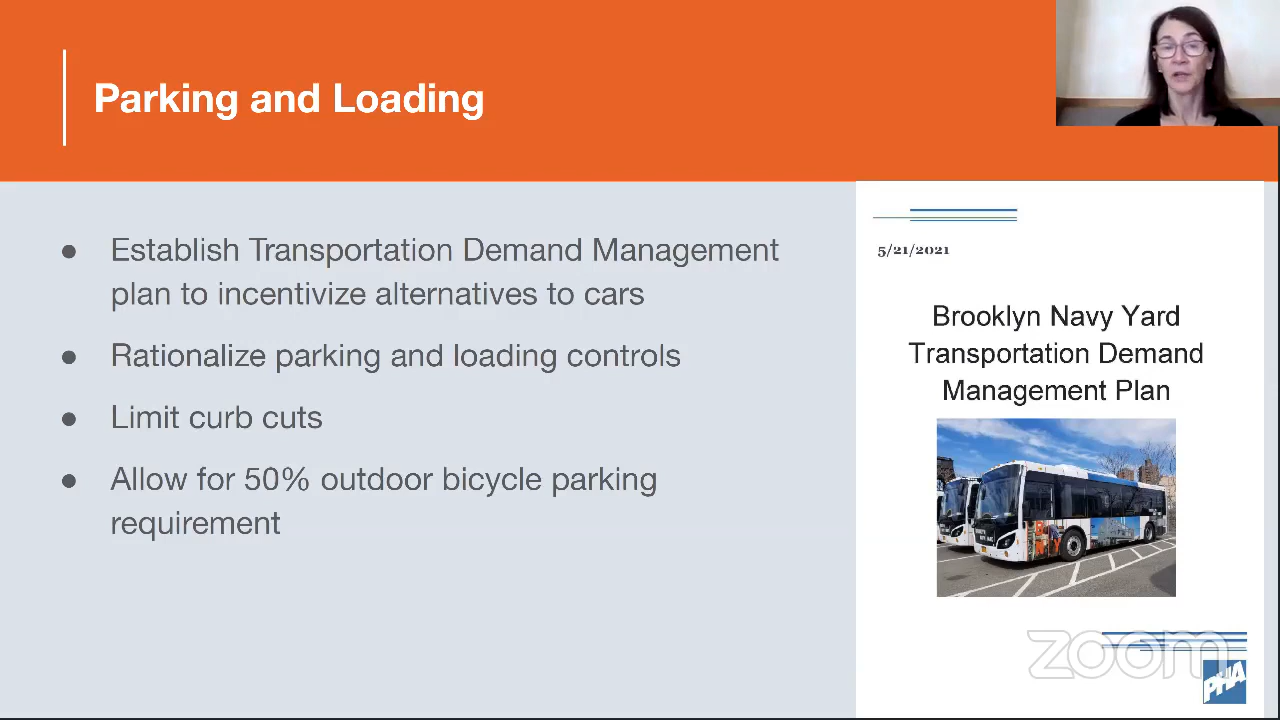 Parking and Loading
● Establish Transportation Demand Management
plan to incentivize alternatives to cars
● Rationalize parking and loading controls
● Limit curb cuts
● Allow for 50% outdoor bicycle parking
requirement
5/21/2021
Brooklyn Navy Yard
Transportation Demand
Management Plan
zoom
PHA